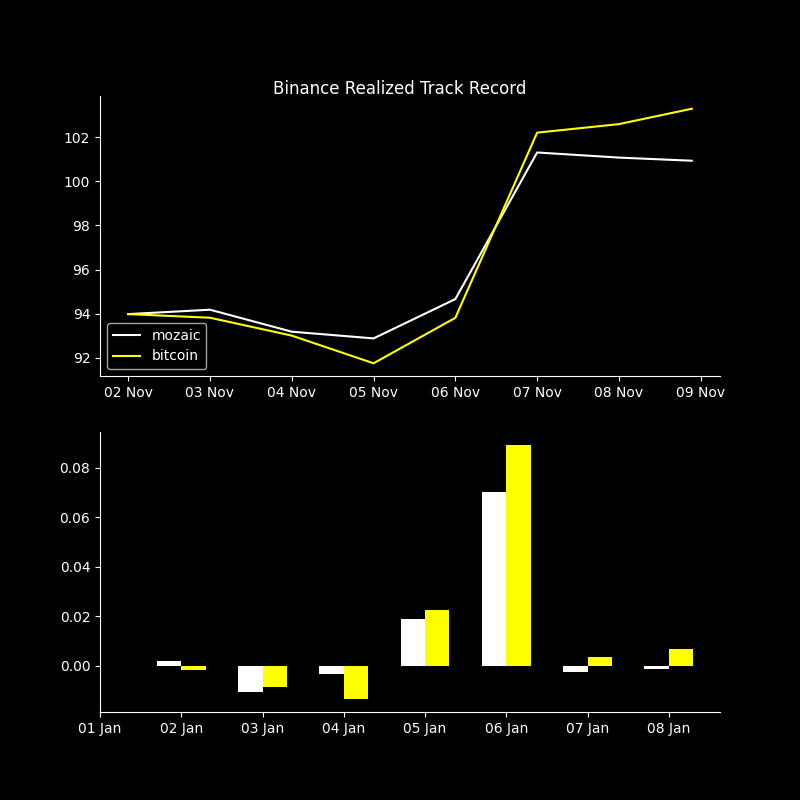 Binance Realized Track Record
102
100
98
96
94
92
mozaic
bitcoin
02 Nov 03 Nov 04 Nov 05 Nov 06 Nov 07 Nov 08 Nov 09 Nov
0.08
0.06
0.04
0.02
0.00
01 Jan 02 Jan 03 Jan 04 Jan 05 Jan 06 Jan 07 Jan 08 Jan